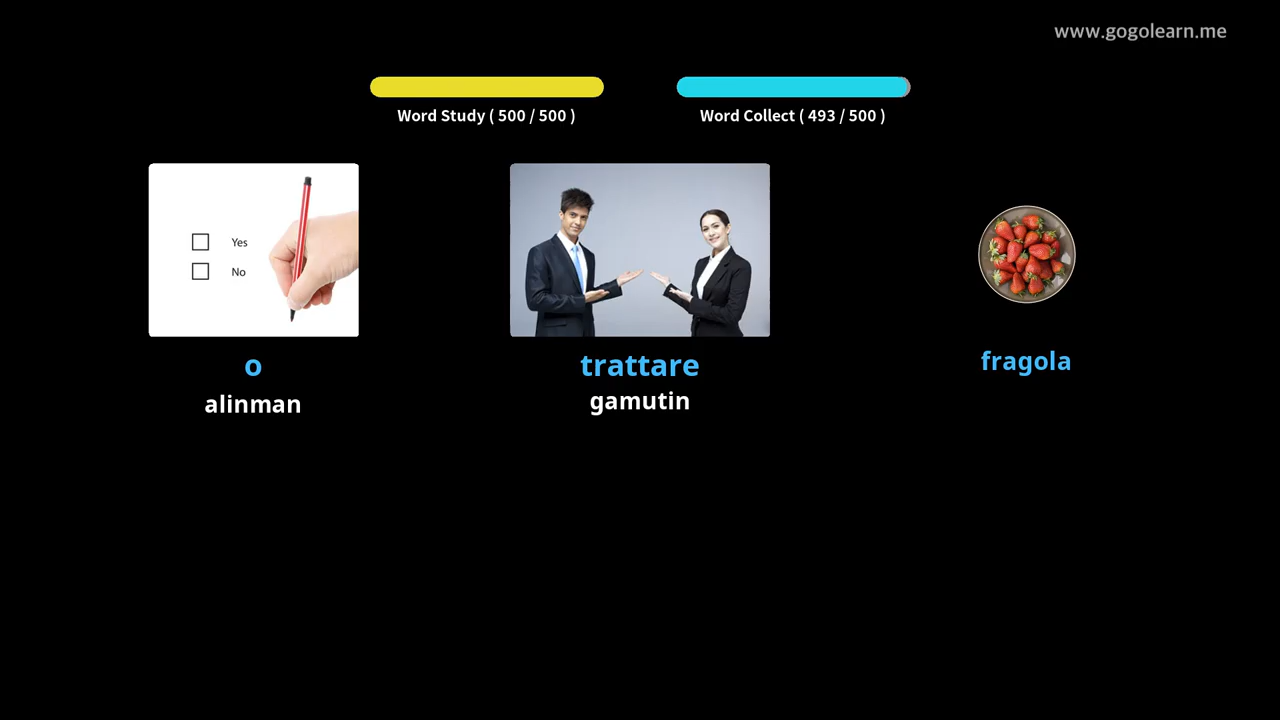 www.gogolearn.me
Word Study ( 500 / 500 )
Word Collect ( 493 / 500 )
Yes
No
o
alinman
trattare
gamutin
fragola